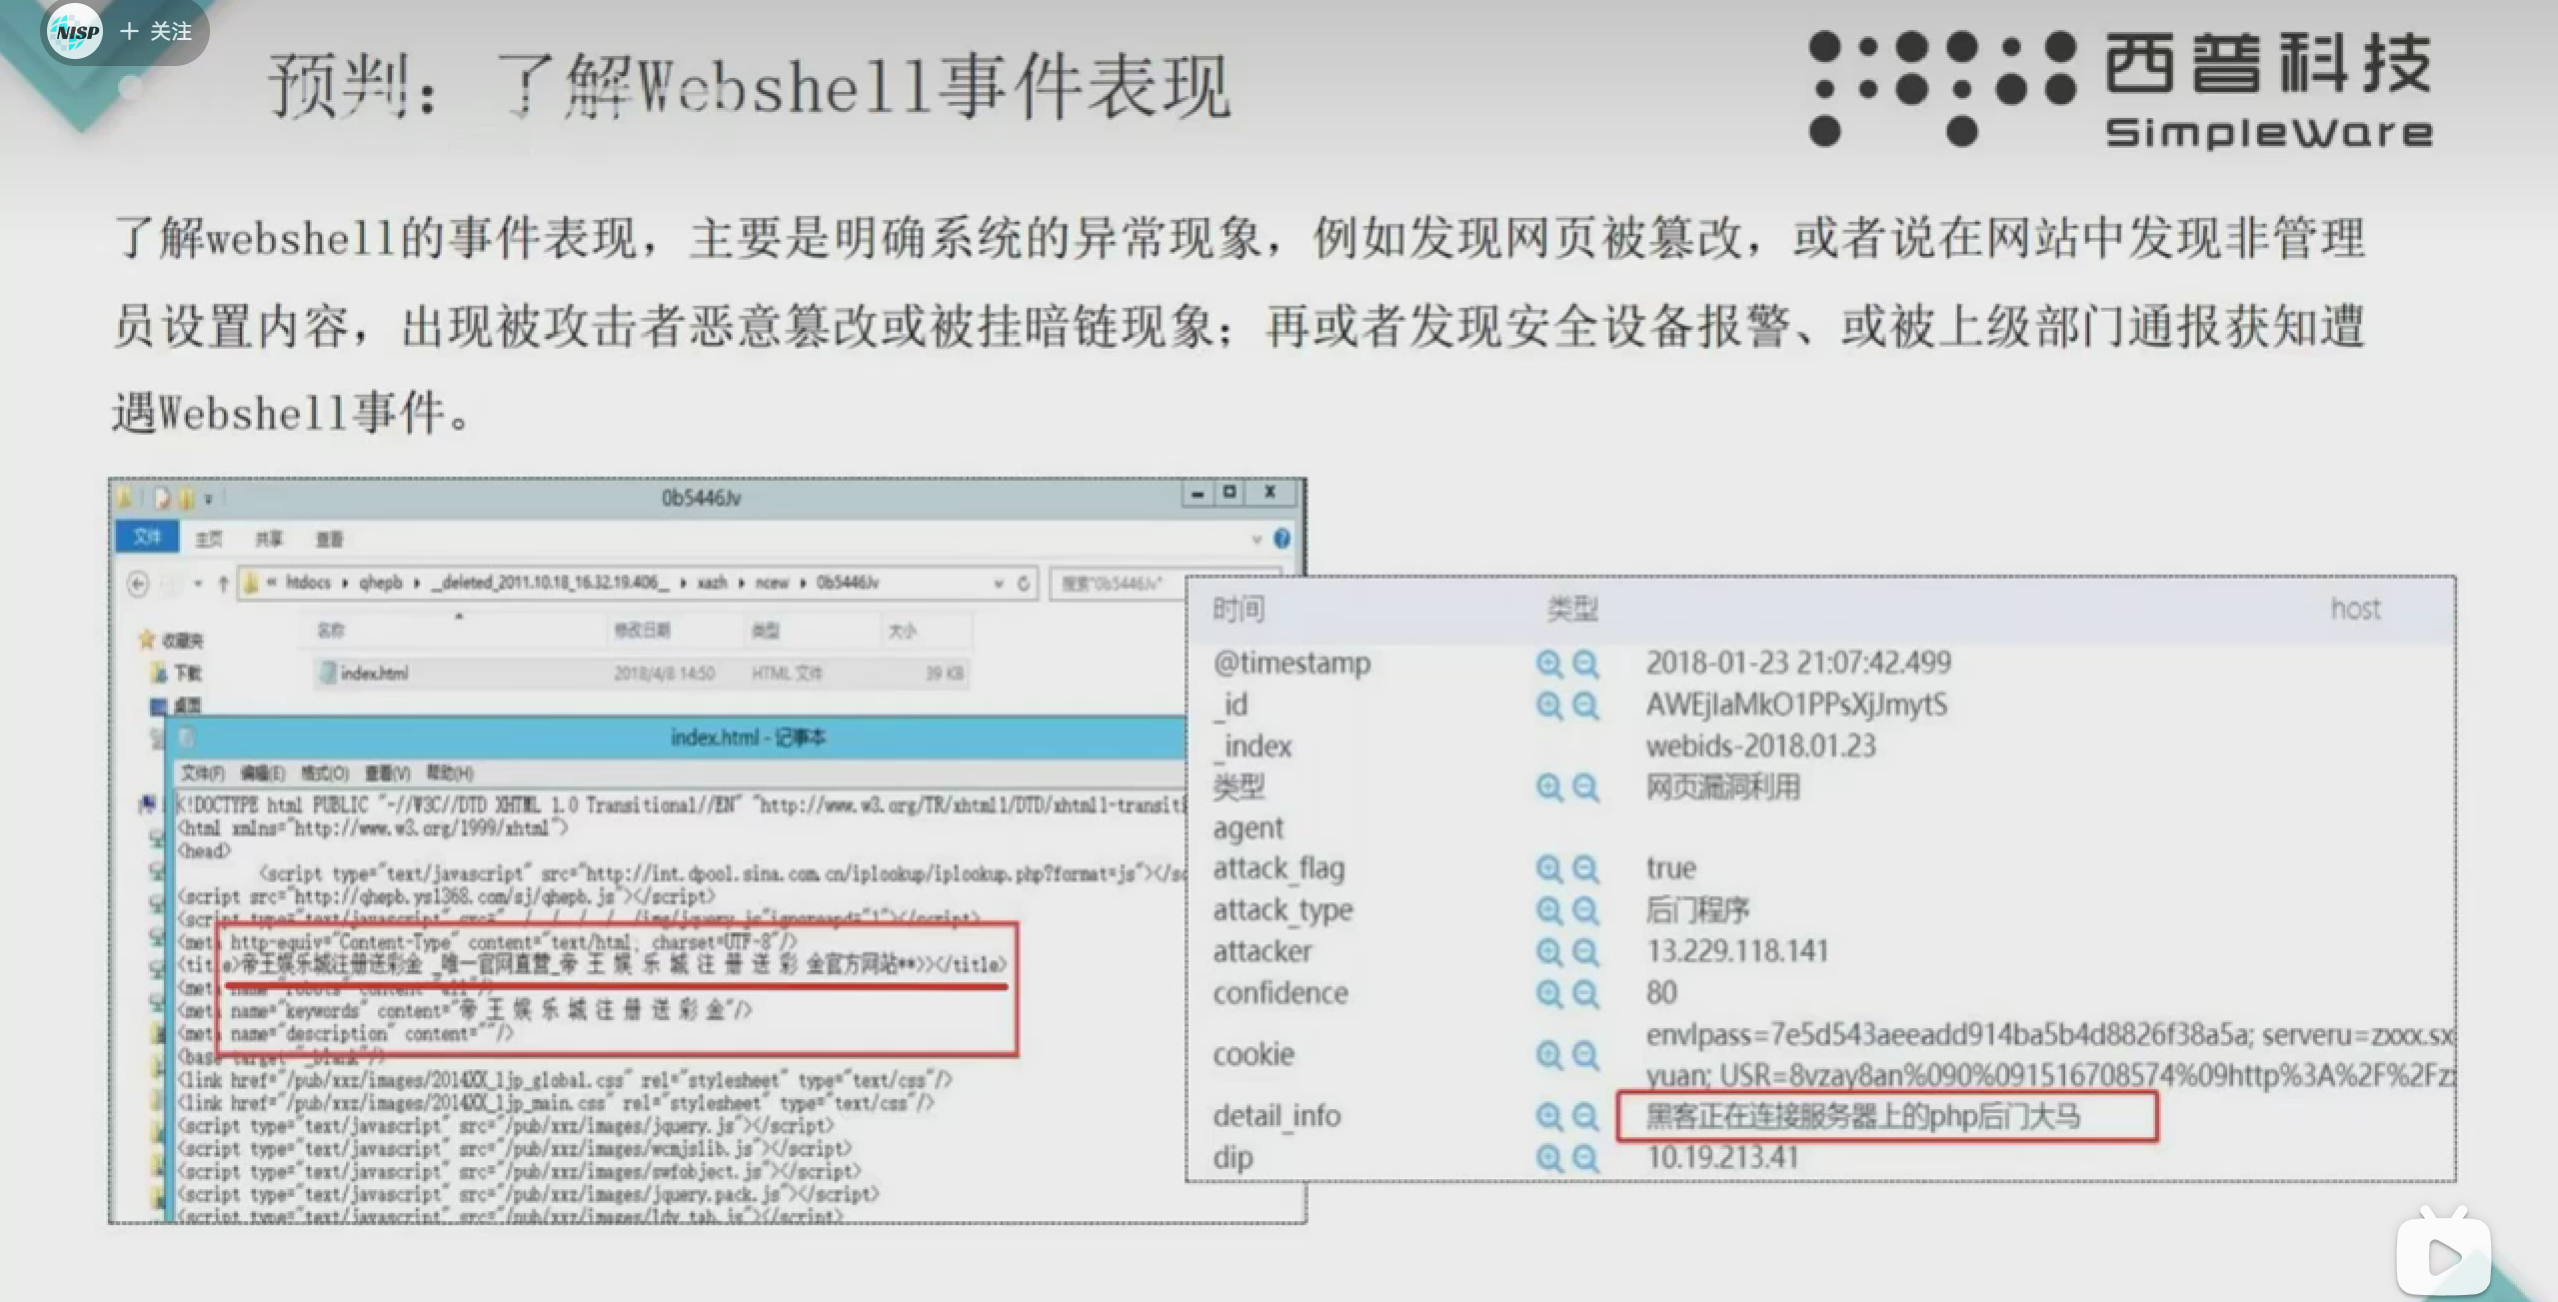 NISP + 关注
预判：了解Webshell事件表现
西普科技
SimpleWare
了解webshell的事件表现，主要是明确系统的异常现象，例如发现网页被篡改，或者说在网站中发现非管理
员设置内容，出现被攻击者恶意篡改或被挂暗链现象；再或者发现安全设备报警、或被上级部门通报获知遭
遇Webshell事件。
0b5446Jv
文件 主页 共享 查看
« htdocs ▸ qhepb ▸ __deleted_2011.10.18_16.32.19.406__ ▸ xazh ▸ ncew ▸ 0b5446Jv
搜索"0b5446Jv"
名称 修改日期 类型 大小
收藏夹
index.html 2018/4/8 14:50 HTML 文件 39 KB
下载
桌面
index.html - 记事本
文件(F) 编辑(E) 格式(O) 查看(V) 帮助(H)
<!DOCTYPE html PUBLIC "-//W3C//DTD XHTML 1.0 Transitional//EN" "http://www.w3.org/TR/xhtml1/DTD/xhtml1-transiti
<html xmlns="http://www.w3.org/1999/xhtml">
<head>
<script type="text/javascript" src="http://int.dpool.sina.com.cn/iplookup/iplookup.php?format=js"></sc
<script src="http://qhepb.ys1368.com/sj/qhepb.js"></script>
<script type="text/javascript"
<meta http-equiv="Content-Type" content="text/html; charset=UTF-8"/>
<title>帝王娱乐城注册送彩金_唯一官网直营_帝 王 娱 乐 城 注 册 送 彩 金官方网站**>></title>
<meta name="robots" content="all"/>
<meta name="keywords" content="帝 王 娱 乐 城 注 册 送 彩 金"/>
<meta name="description" content=""/>
<base target="_blank"/>
<link href="/pub/xxz/images/2014XX_ljp_global.css" rel="stylesheet" type="text/css"/>
<link href="/pub/xxz/images/2014XX_ljp_main.css" rel="stylesheet" type="text/css"/>
<script type="text/javascript" src="/pub/xxz/images/jquery.js"></script>
<script type="text/javascript" src="/pub/xxz/images/wcmjslib.js"></script>
<script type="text/javascript" src="/pub/xxz/images/swfobject.js"></script>
<script type="text/javascript" src="/pub/xxz/images/jquery.pack.js"></script>
<script type="text/javascript" src="/pub/xxz/images/ldy_tab.js"></script>
时间 类型 host
@timestamp 2018-01-23 21:07:42.499
_id AWEjIaMkO1PPsXjJmytS
_index webids-2018.01.23
类型 网页漏洞利用
agent
attack_flag true
attack_type 后门程序
attacker 13.229.118.141
confidence 80
cookie envlpass=7e5d543aeeadd914ba5b4d8826f38a5a; serveru=zxxx.sx
yuan; USR=8vzay8an%090%091516708574%09http%3A%2F%2Fz
detail_info 黑客正在连接服务器上的php后门大马
dip 10.19.213.41